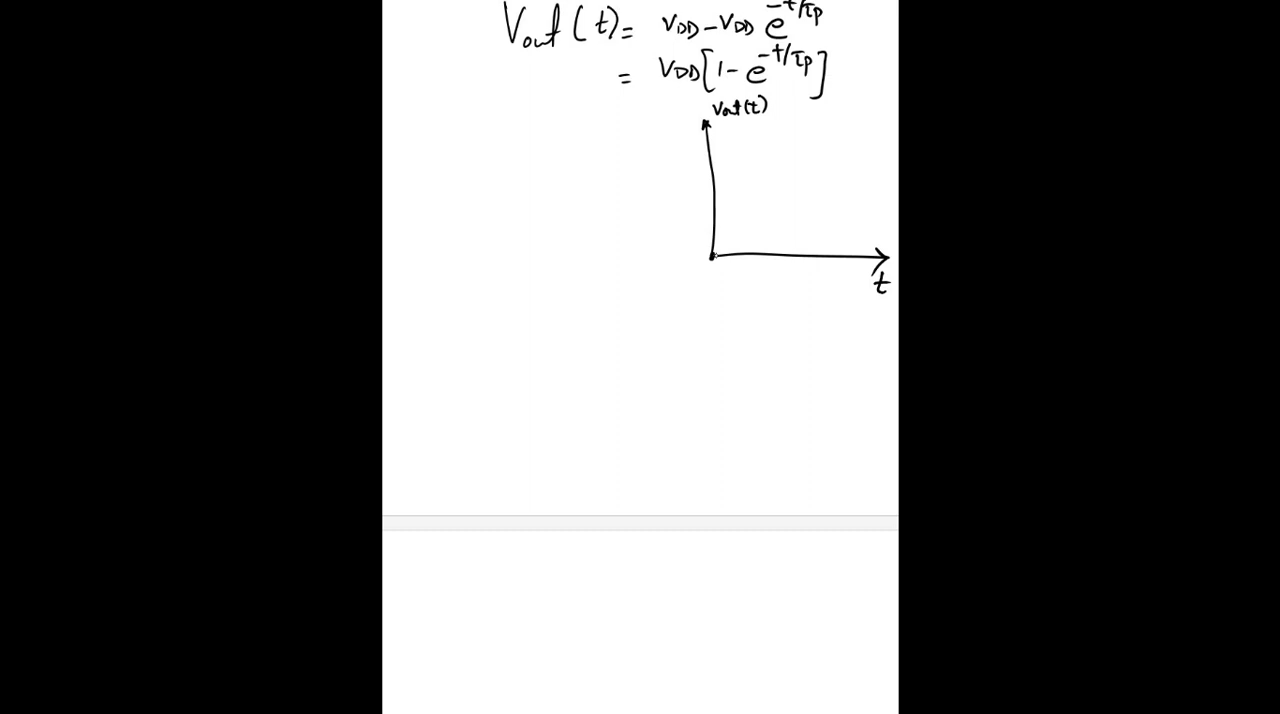 Vout(t) = VDD - VDD e^-t/τp
= VDD[1 - e^-t/τp]
Vout(t)
t